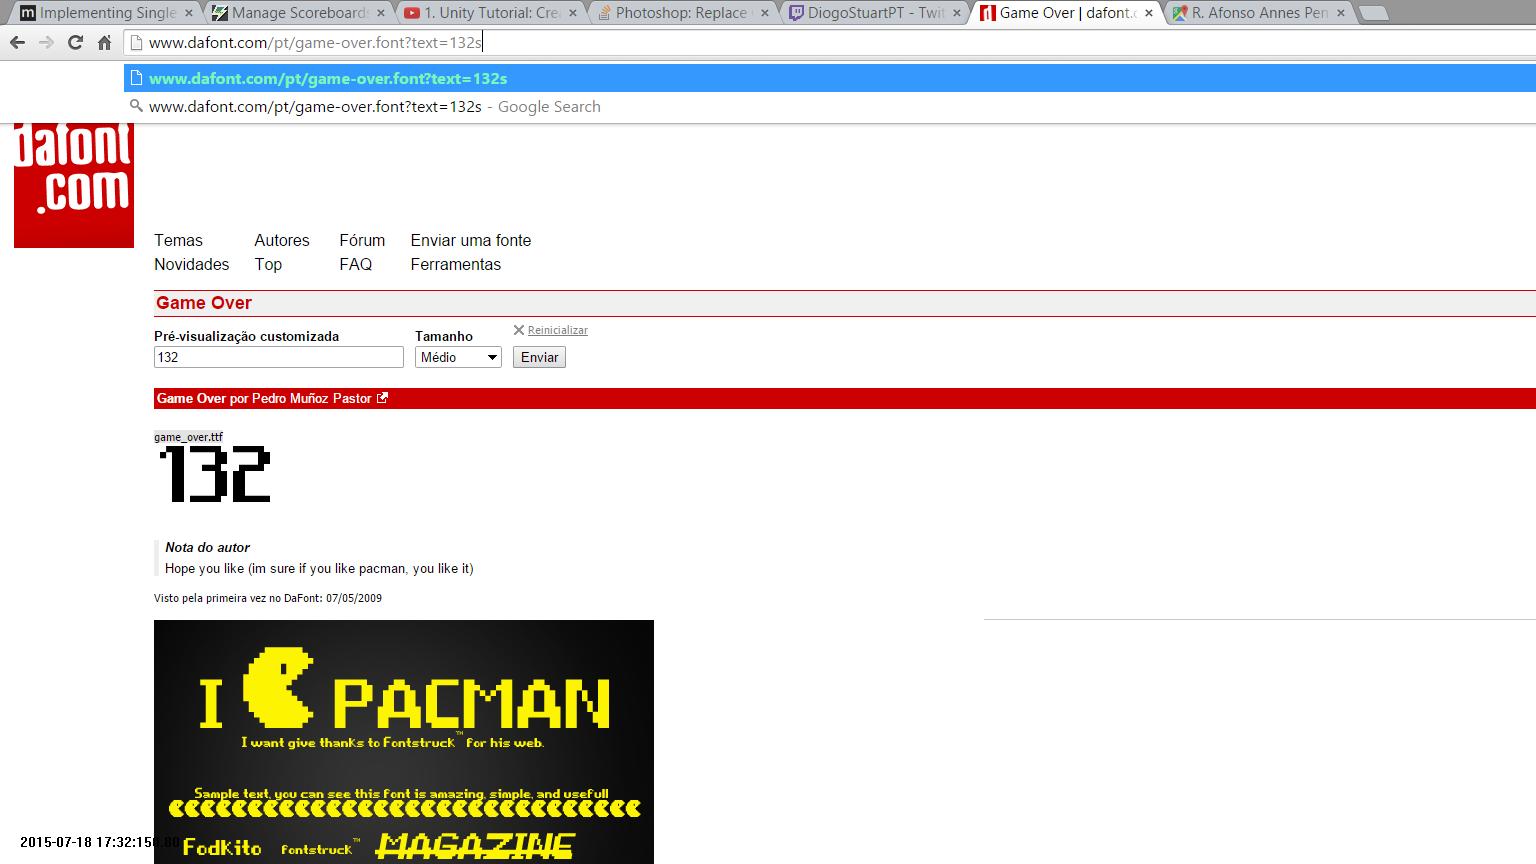 Implementing Single
Manage Scoreboards
1. Unity Tutorial: Cre
Photoshop: Replace
DiogoStuartPT - Twit
Game Over | dafont.c
R. Afonso Annes Pen
www.dafont.com/pt/game-over.font?text=132s
www.dafont.com/pt/game-over.font?text=132s
www.dafont.com/pt/game-over.font?text=132s - Google Search
dafont
.com
Temas Autores Fórum Enviar uma fonte
Novidades Top FAQ Ferramentas
Game Over
Pré-visualização customizada Tamanho Reinicializar
132 Médio Enviar
Game Over por Pedro Muñoz Pastor
game_over.ttf
132
Nota do autor
Hope you like (im sure if you like pacman, you like it)
Visto pela primeira vez no DaFont: 07/05/2009
I PACMAN
I want give thanks to Fontstruck™ for his web.
Sample text, you can see this font is amazing, simple, and usefull
FodKito fontstruck™ MAGAZINE
2015-07-18 17:32:15